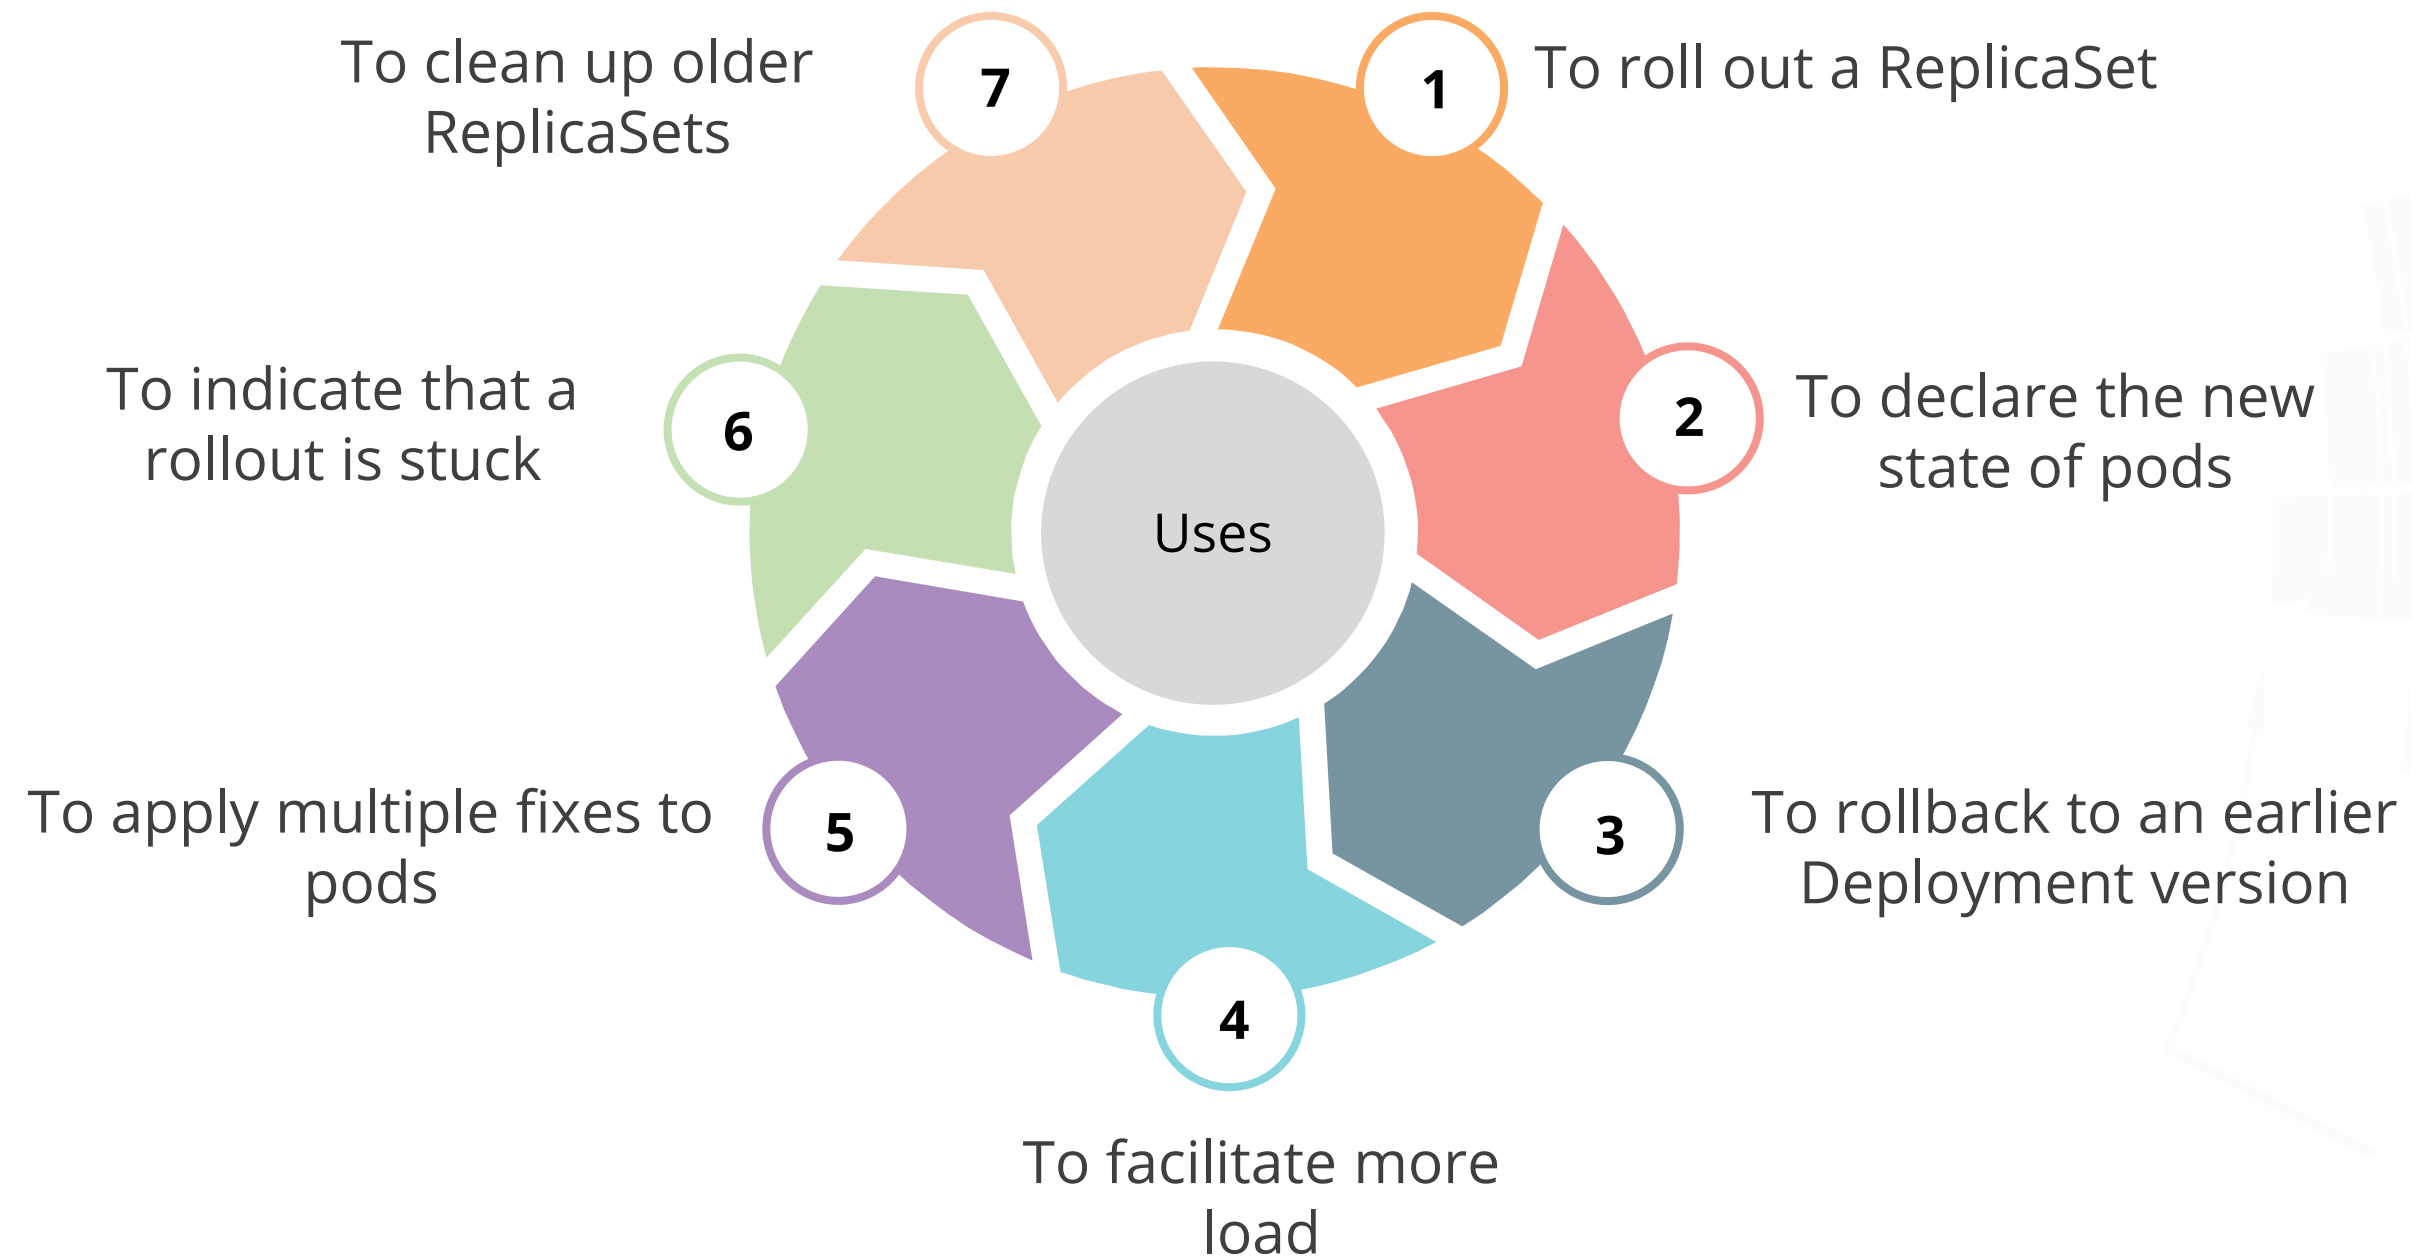 Uses
1
To roll out a ReplicaSet
2
To declare the new
state of pods
3
To rollback to an earlier
Deployment version
4
To facilitate more
load
5
To apply multiple fixes to
pods
6
To indicate that a
rollout is stuck
7
To clean up older
ReplicaSets